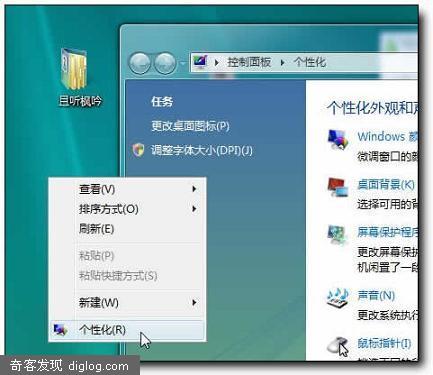 控制面板 ▸ 个性化
且听枫吟
任务
更改桌面图标(P)
调整字体大小(DPI)(J)
个性化外观和
Windows
微调窗口的
桌面背景(K)
选择可用的
屏幕保护程
更改屏幕保护
机闲置了一段
声音(N)
更改系统执行
鼠标指针(I)
查看(V)
排序方式(O)
刷新(E)
粘贴(P)
粘贴快捷方式(S)
新建(W)
个性化(R)
奇客发现 diglog.com